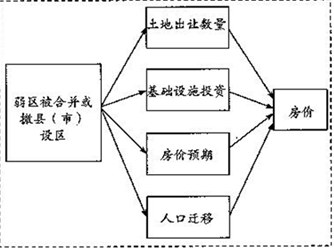 弱区被合并或
撤县（市）
设区
土地出让数量
基础设施投资
房价预期
人口迁移
房价